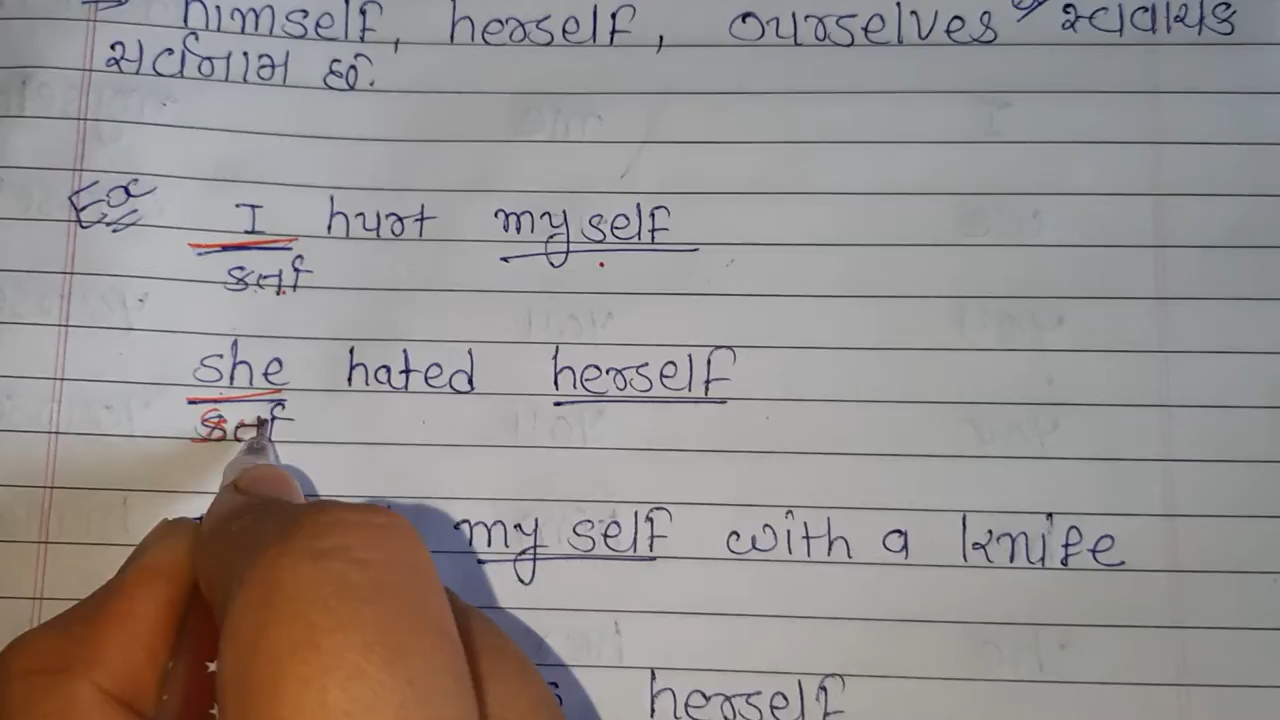 himself, herself, ourselves સ્વવાચક
સર્વનામ છે.
Ex I hurt myself
કર્તા
she hated herself
કર્તા
my self with a knife
herself